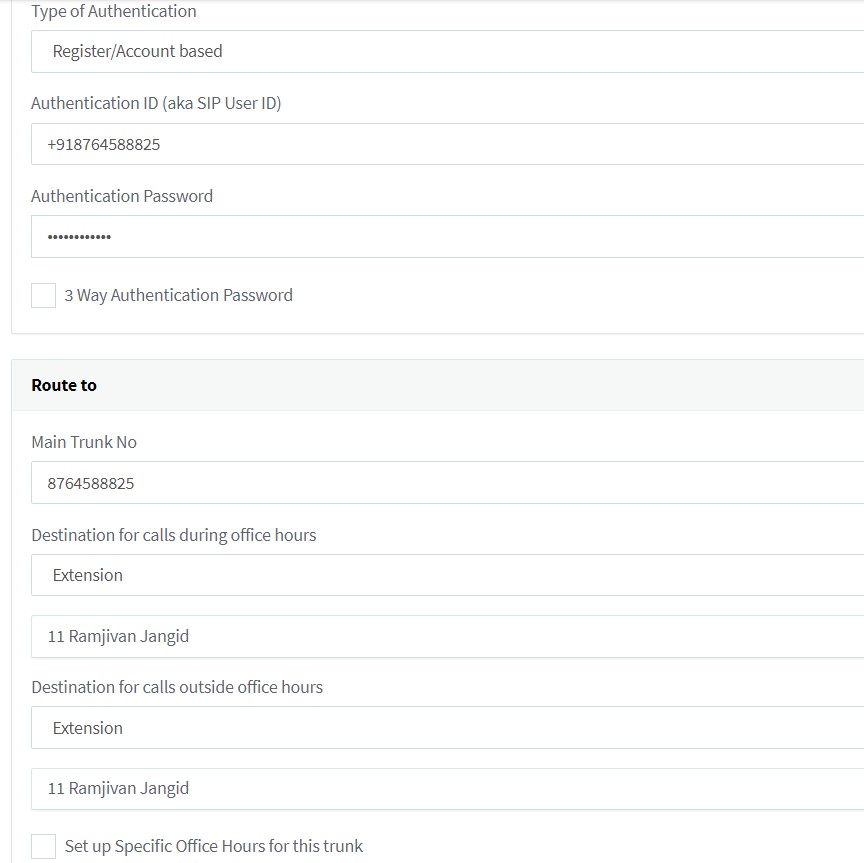 Type of Authentication
Register/Account based
Authentication ID (aka SIP User ID)
+918764588825
Authentication Password
••••••••••••
3 Way Authentication Password
Route to
Main Trunk No
8764588825
Destination for calls during office hours
Extension
11 Ramjivan Jangid
Destination for calls outside office hours
Extension
11 Ramjivan Jangid
Set up Specific Office Hours for this trunk